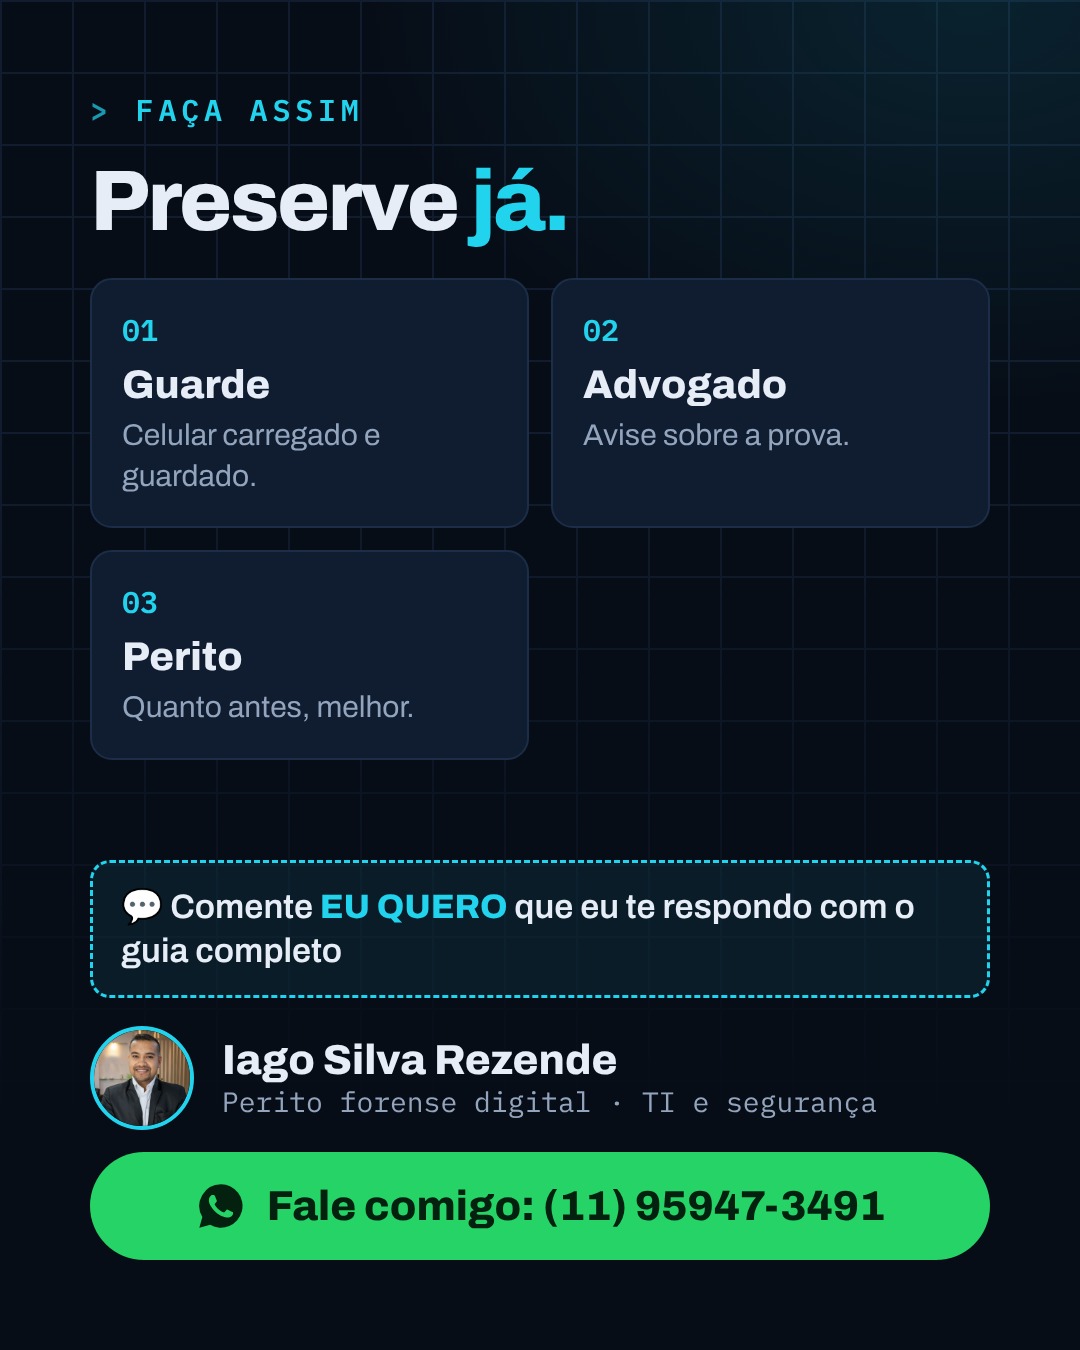 > FAÇA ASSIM
Preserve já.
01
Guarde
Celular carregado e
guardado.
02
Advogado
Avise sobre a prova.
03
Perito
Quanto antes, melhor.
💬 Comente EU QUERO que eu te respondo com o
guia completo
Iago Silva Rezende
Perito forense digital · TI e segurança
Fale comigo: (11) 95947-3491